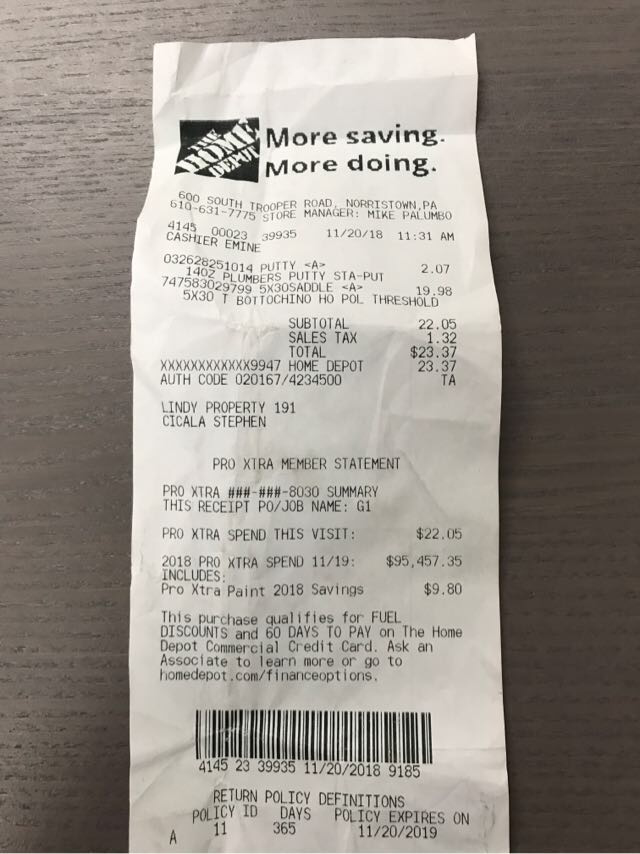 THE HOME DEPOT
More saving.
More doing.
600 SOUTH TROOPER ROAD, NORRISTOWN,PA
610-631-7775 STORE MANAGER: MIKE PALUMBO
4145 00023 39935 11/20/18 11:31 AM
CASHIER EMINE
032628251014 PUTTY <A> 2.07
14OZ PLUMBERS PUTTY STA-PUT
747583029799 5X30SADDLE <A> 19.98
5X30 T BOTTOCHINO HO POL THRESHOLD
SUBTOTAL 22.05
SALES TAX 1.32
TOTAL $23.37
XXXXXXXXXXXX9947 HOME DEPOT 23.37
AUTH CODE 020167/4234500 TA
LINDY PROPERTY 191
CICALA STEPHEN
PRO XTRA MEMBER STATEMENT
PRO XTRA ###-###-8030 SUMMARY
THIS RECEIPT PO/JOB NAME: G1
PRO XTRA SPEND THIS VISIT: $22.05
2018 PRO XTRA SPEND 11/19: $95,457.35
INCLUDES:
Pro Xtra Paint 2018 Savings $9.80
This purchase qualifies for FUEL
DISCOUNTS and 60 DAYS TO PAY on The Home
Depot Commercial Credit Card. Ask an
Associate to learn more or go to
homedepot.com/financeoptions.
4145 23 39935 11/20/2018 9185
RETURN POLICY DEFINITIONS
POLICY ID DAYS POLICY EXPIRES ON
A 11 365 11/20/2019